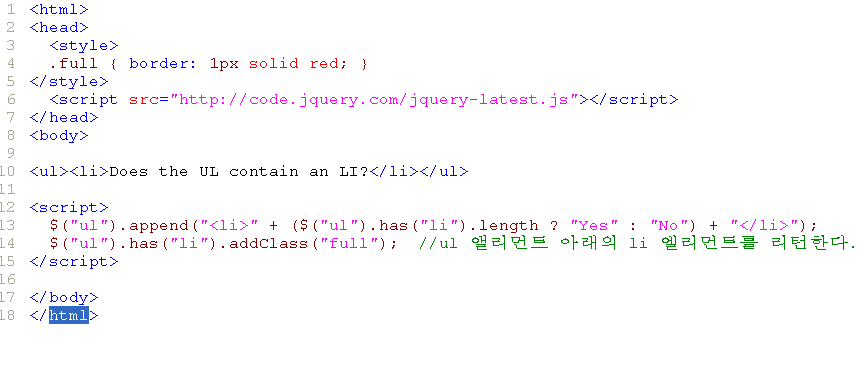 1 <html>
2 <head>
3   <style>
4   .full { border: 1px solid red; }
5 </style>
6   <script src="http://code.jquery.com/jquery-latest.js"></script>
7 </head>
8 <body>
9
10 <ul><li>Does the UL contain an LI?</li></ul>
11
12 <script>
13   $("ul").append("<li>" + ($("ul").has("li").length ? "Yes" : "No") + "</li>");
14   $("ul").has("li").addClass("full");  //ul 앨리먼트 아래의 li 엘리먼트를 리턴한다.
15 </script>
16
17 </body>
18 </html>